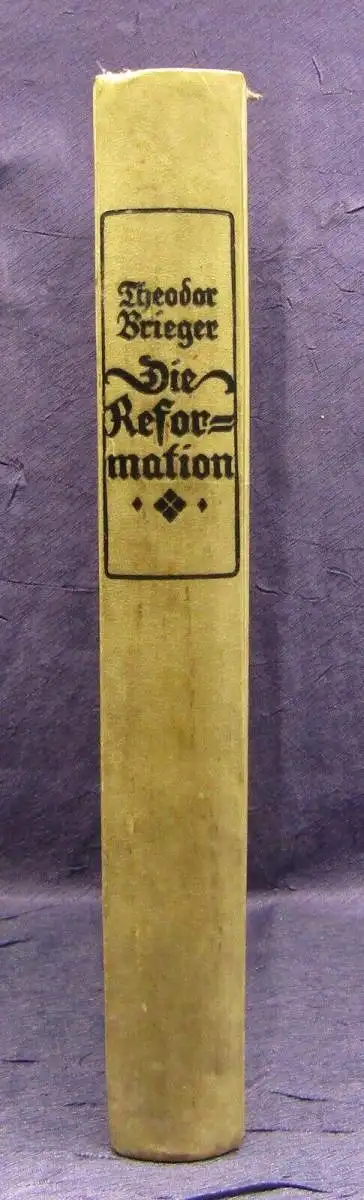 Theodor
Brieger
Die
Refor=
mation